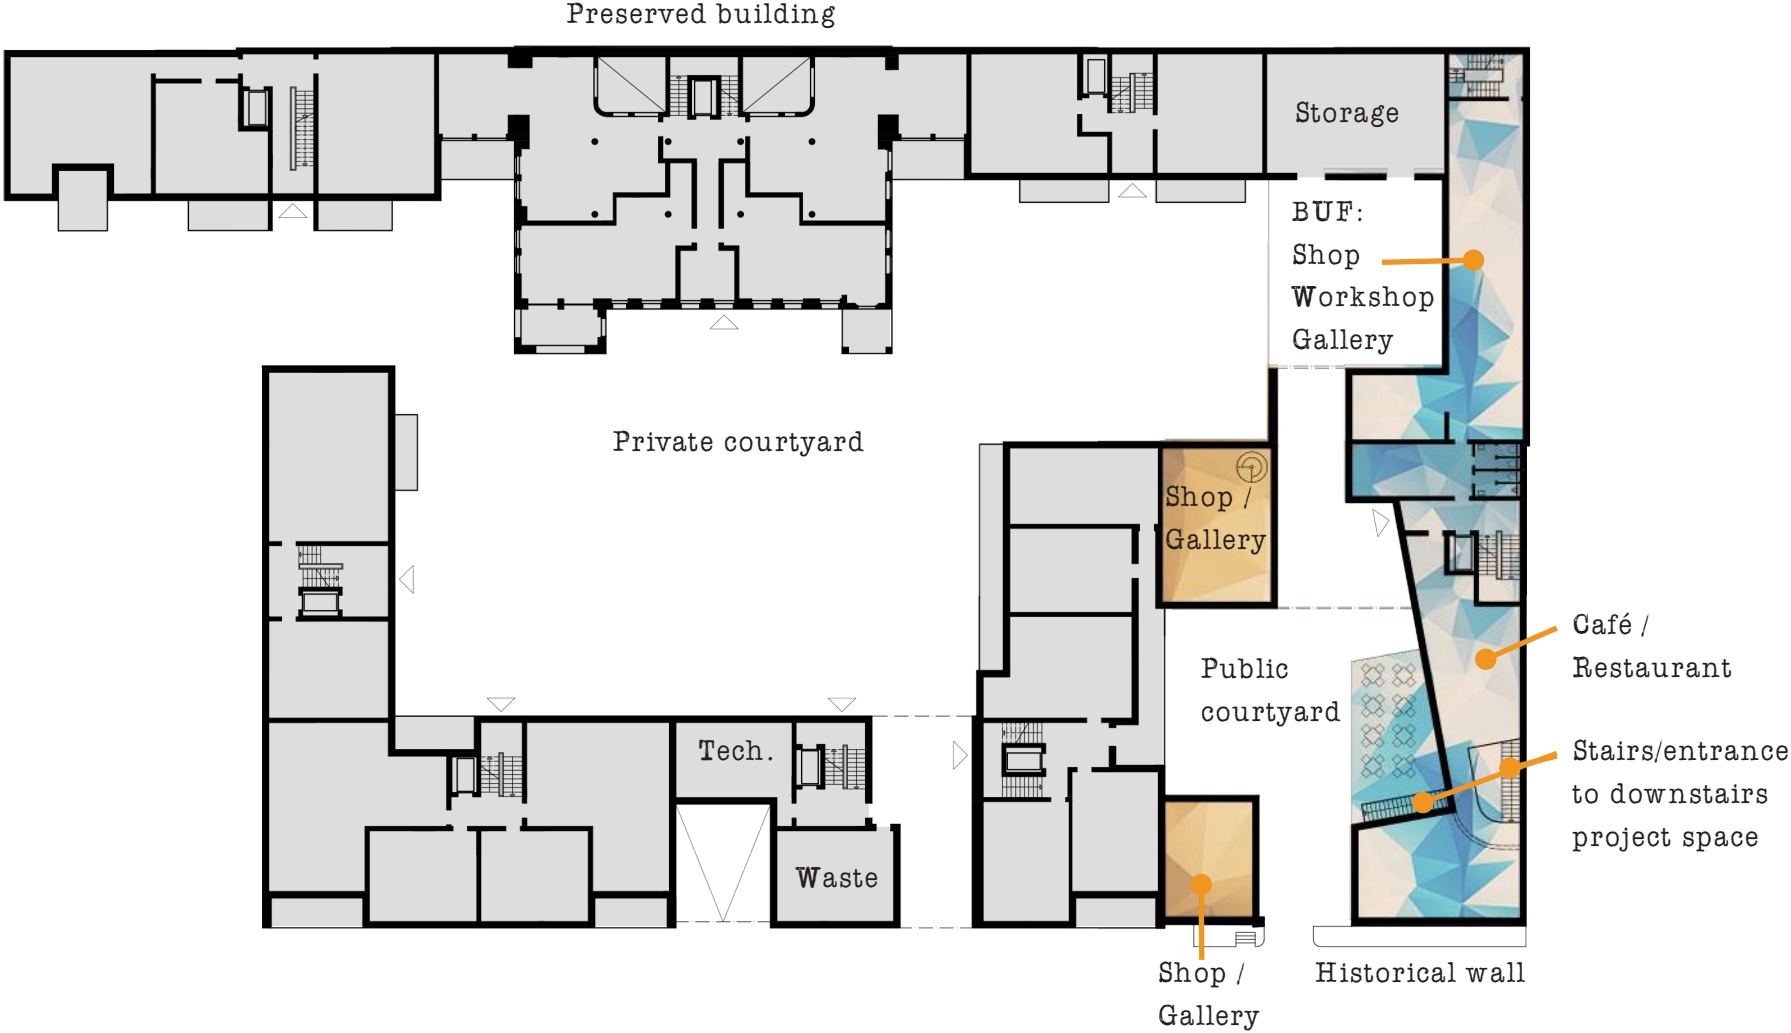 Preserved building
Storage
BUF:
Shop
Workshop
Gallery
Private courtyard
Shop /
Gallery
Café /
Restaurant
Public
courtyard
Tech.
Stairs/entrance
to downstairs
project space
Waste
Shop /
Gallery
Historical wall